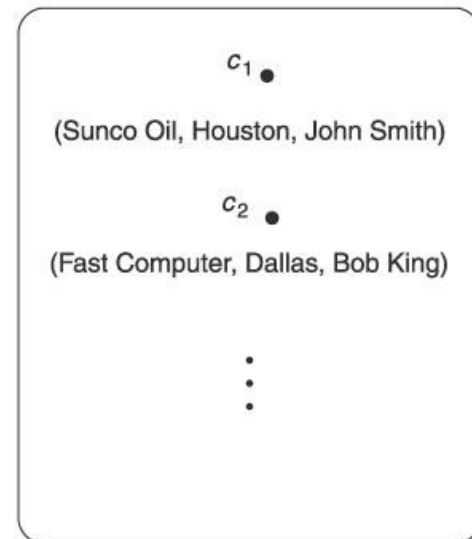 c₁
(Sunco Oil, Houston, John Smith)
c₂
(Fast Computer, Dallas, Bob King)